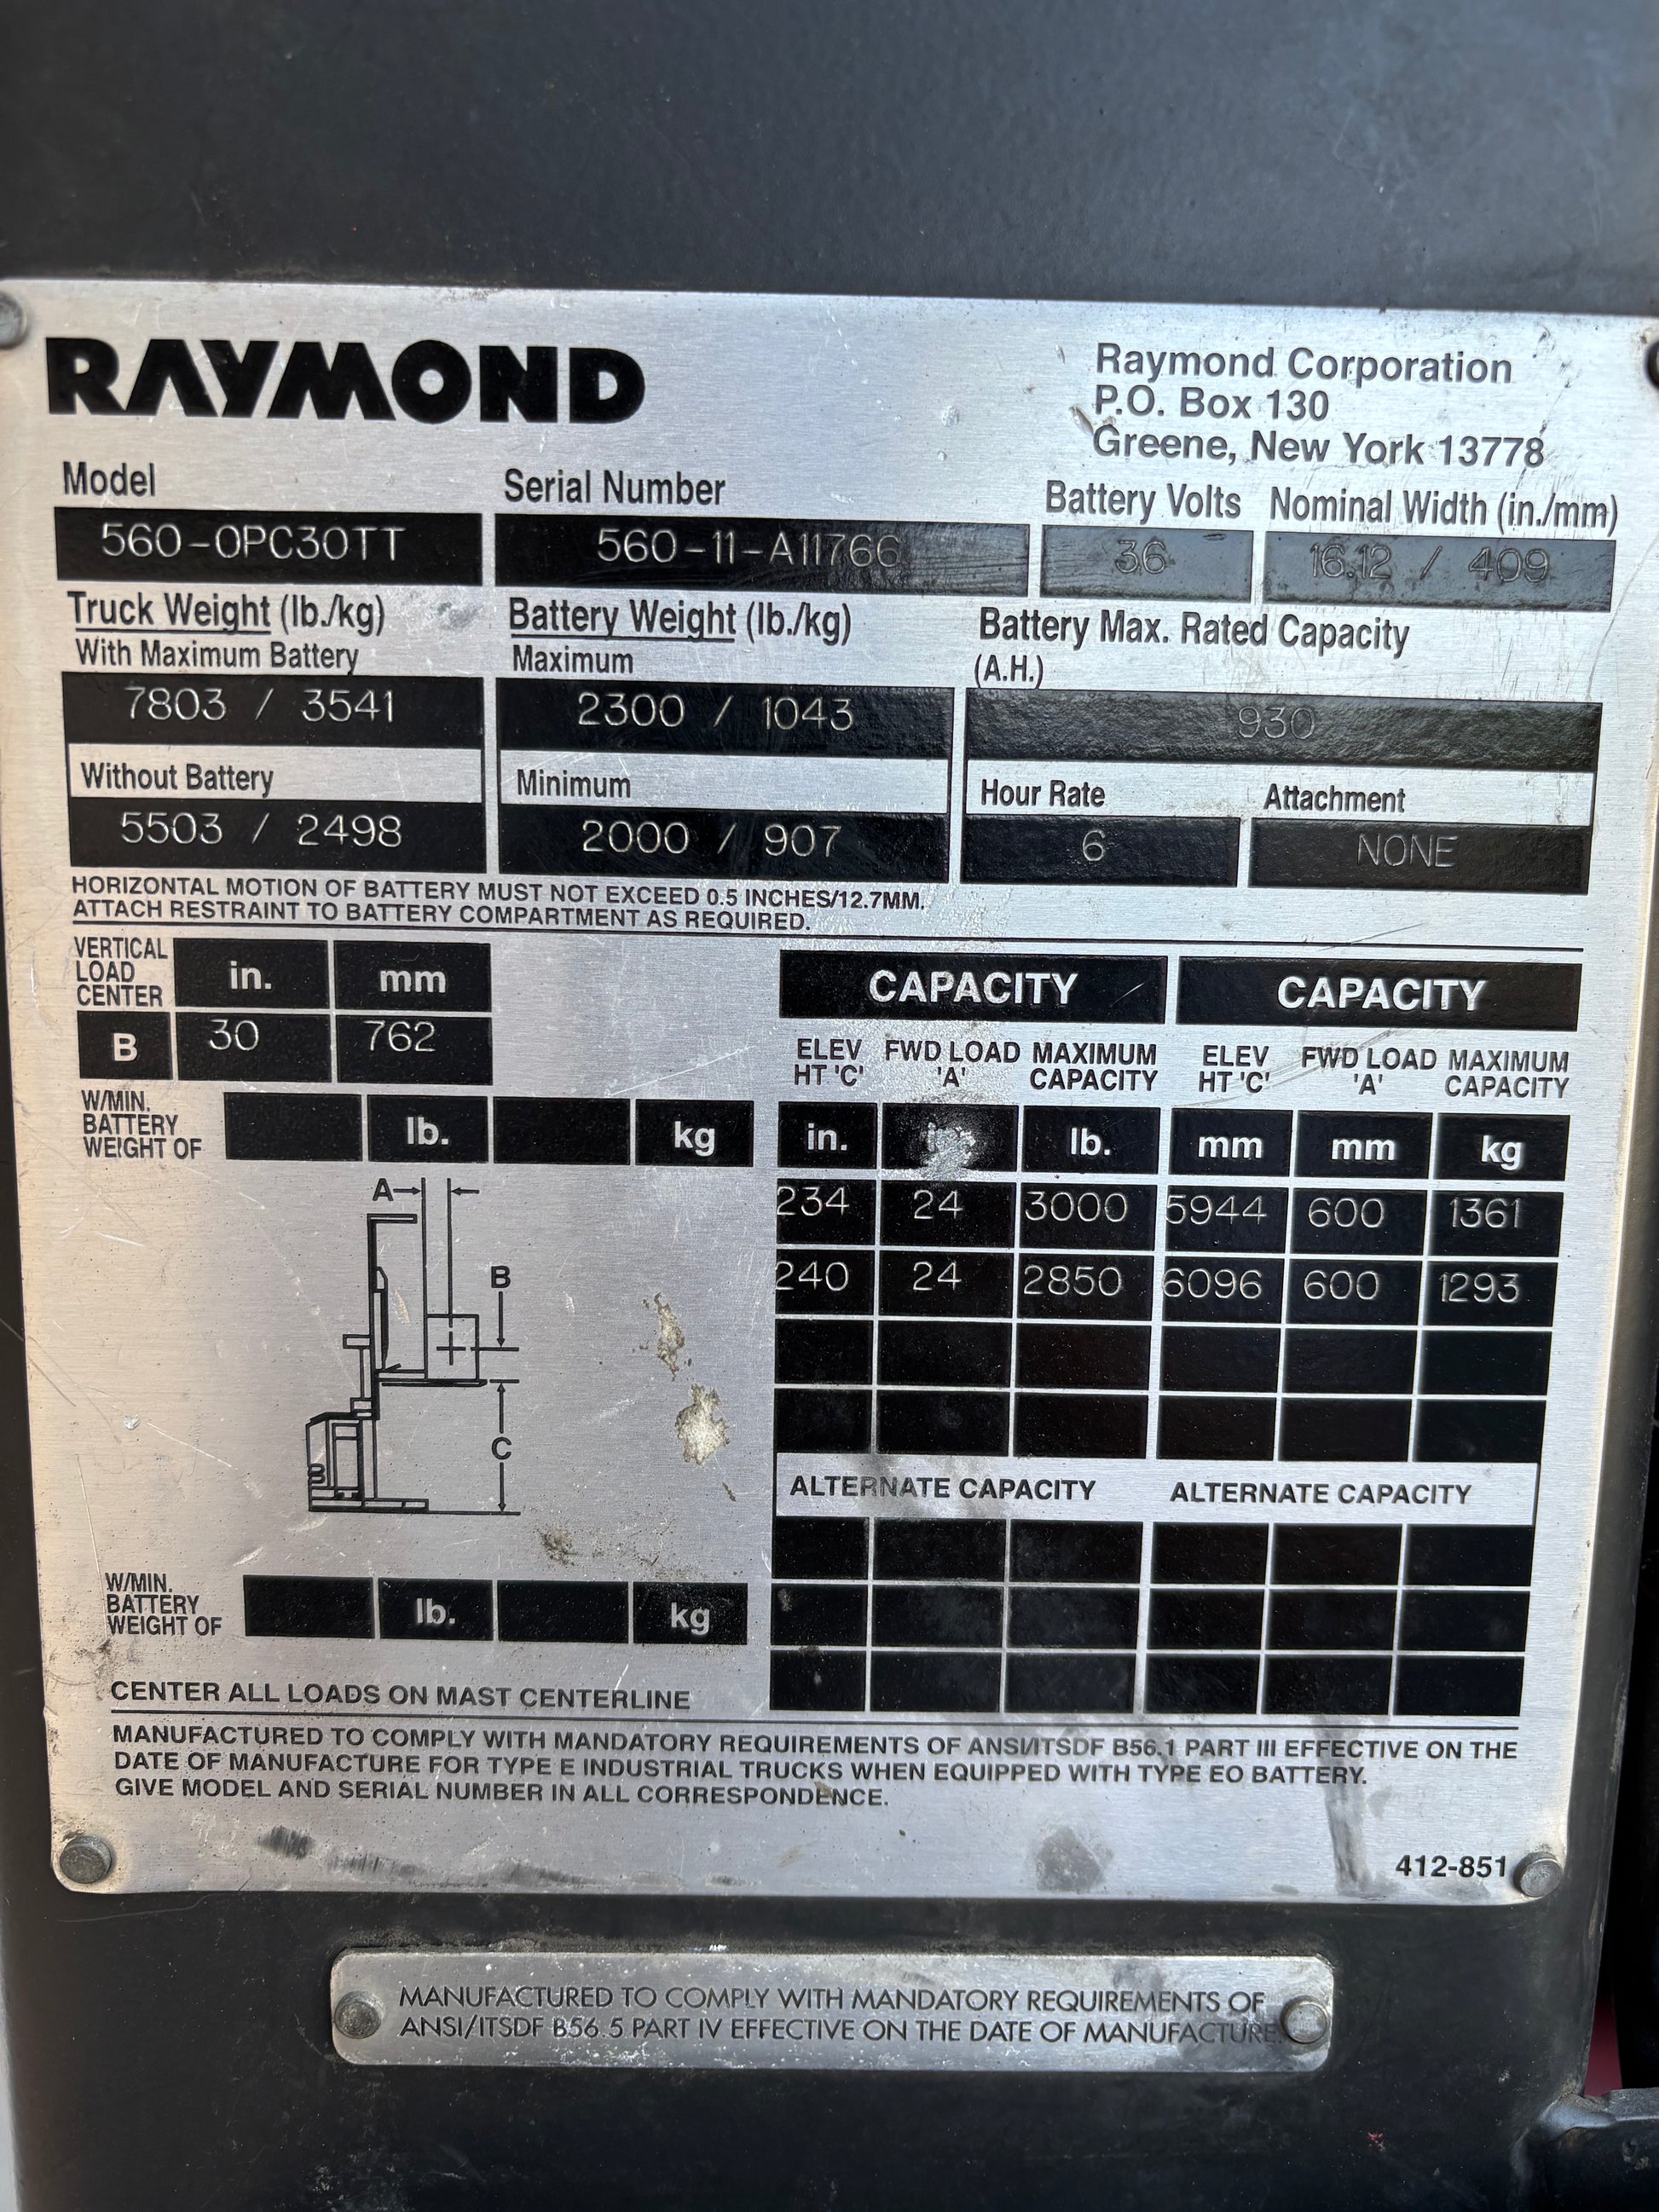 RAYMOND
Raymond Corporation
P.O. Box 130
Greene, New York 13778
Model
Serial Number
Battery Volts
Nominal Width (in./mm)
560-OPC30TT
560-11-A11766
36
16.12 / 409
Truck Weight (lb./kg)
Battery Weight (lb./kg)
Battery Max. Rated Capacity
With Maximum Battery
Maximum
(A.H.)
7803 / 3541
2300 / 1043
930
Without Battery
Minimum
Hour Rate
Attachment
5503 / 2498
2000 / 907
6
NONE
HORIZONTAL MOTION OF BATTERY MUST NOT EXCEED 0.5 INCHES/12.7MM.
ATTACH RESTRAINT TO BATTERY COMPARTMENT AS REQUIRED.
VERTICAL
LOAD
CENTER
in.
mm
B
30
762
W/MIN.
BATTERY
WEIGHT OF
lb.
kg
A
B
C
W/MIN.
BATTERY
WEIGHT OF
lb.
kg
CENTER ALL LOADS ON MAST CENTERLINE
CAPACITY
CAPACITY
ELEV FWD LOAD MAXIMUM ELEV FWD LOAD MAXIMUM
HT 'C' 'A' CAPACITY HT 'C' 'A' CAPACITY
in. lb. mm mm kg
234 24 3000 5944 600 1361
240 24 2850 6096 600 1293
ALTERNATE CAPACITY
ALTERNATE CAPACITY
MANUFACTURED TO COMPLY WITH MANDATORY REQUIREMENTS OF ANSI/ITSDF B56.1 PART III EFFECTIVE ON THE
DATE OF MANUFACTURE FOR TYPE E INDUSTRIAL TRUCKS WHEN EQUIPPED WITH TYPE EO BATTERY.
GIVE MODEL AND SERIAL NUMBER IN ALL CORRESPONDENCE.
412-851
MANUFACTURED TO COMPLY WITH MANDATORY REQUIREMENTS OF
ANSI/ITSDF B56.5 PART IV EFFECTIVE ON THE DATE OF MANUFACTURE